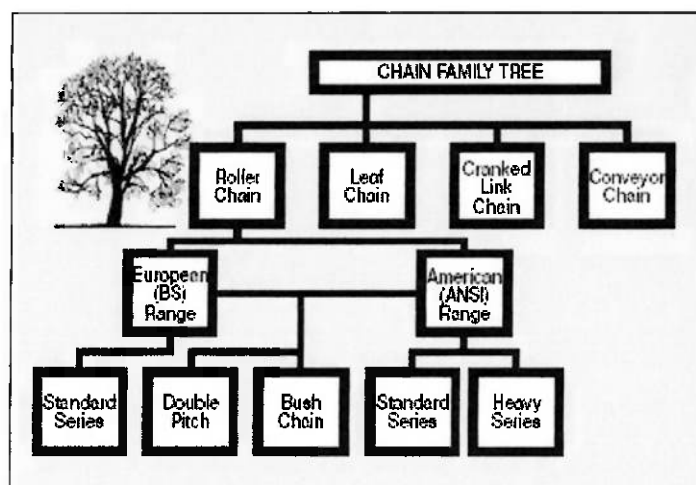 CHAIN FAMILY TREE
Roller
Chain
Leaf
Chain
Cranked
Link
Chain
Conveyor
Chain
European
(BS)
Range
American
(ANSI)
Range
Standard
Series
Double
Pitch
Bush
Chain
Standard
Series
Heavy
Series